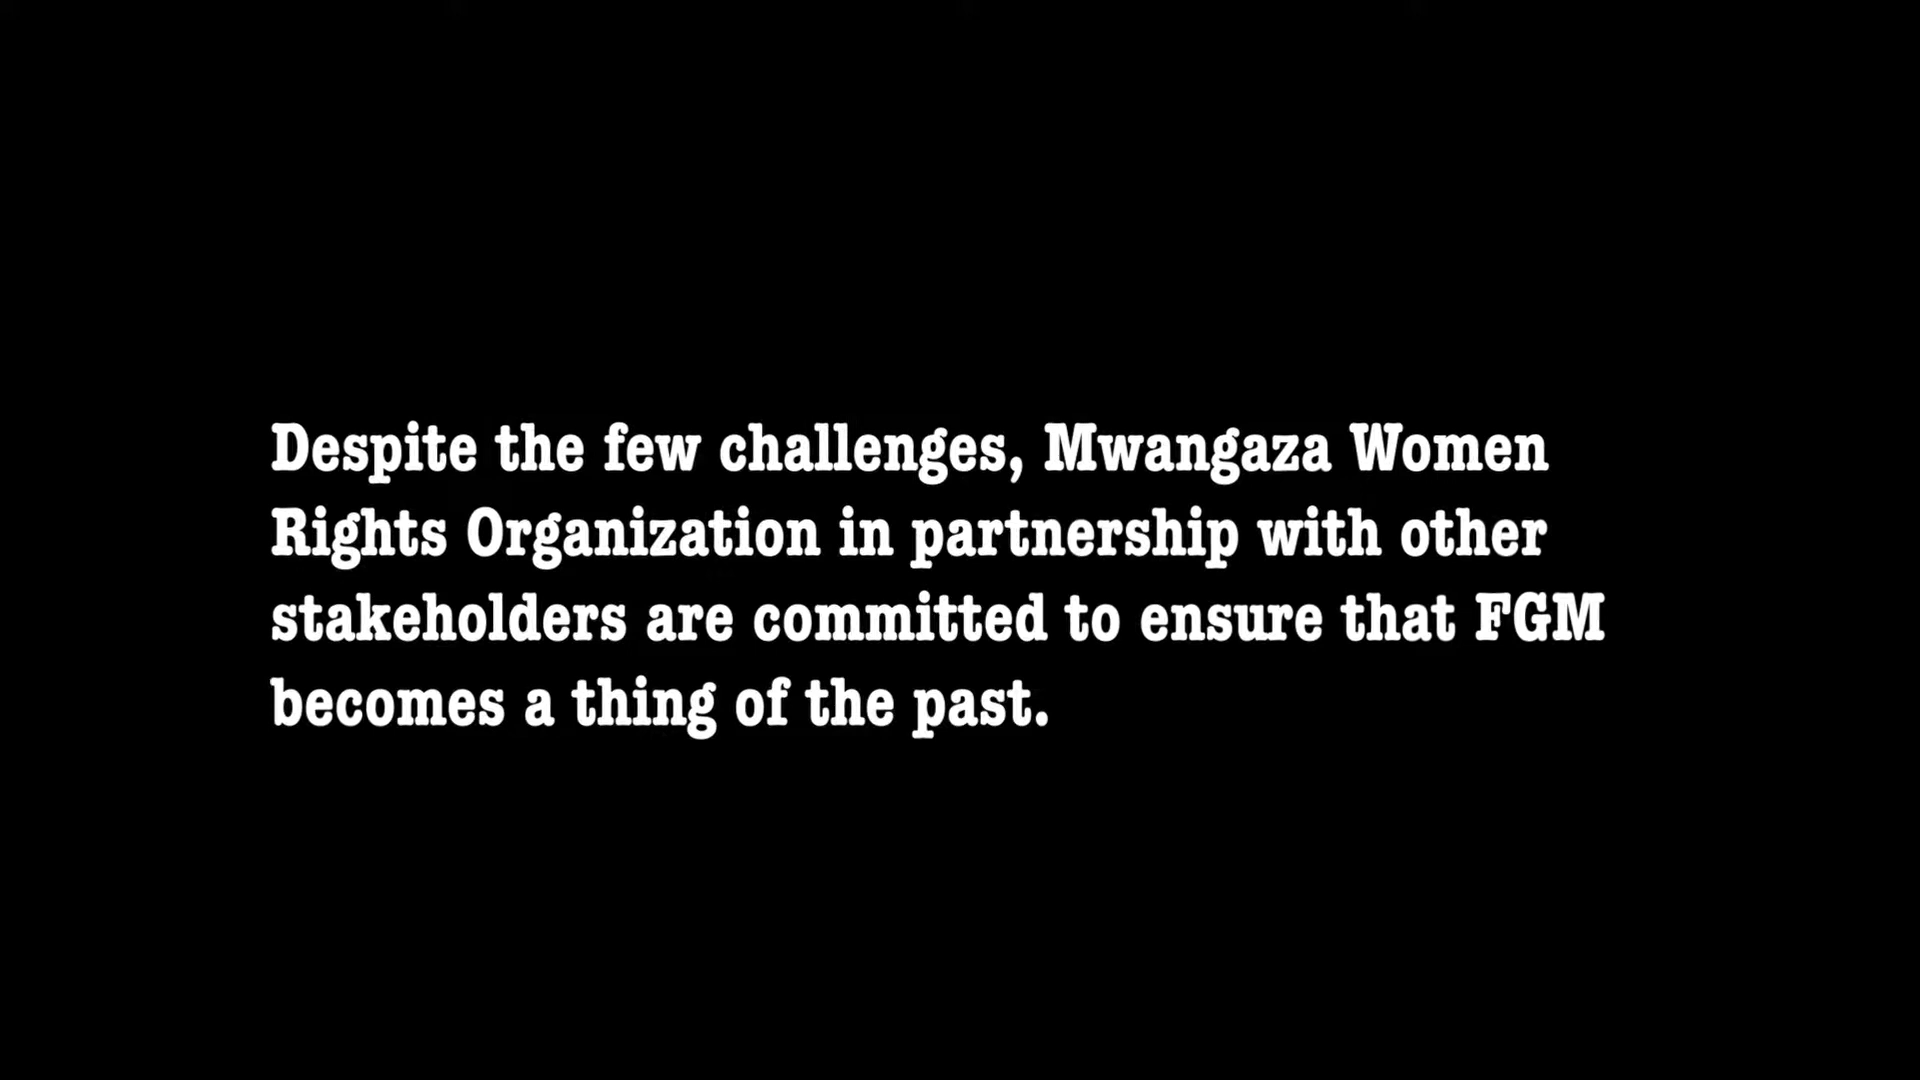 Despite the few challenges, Mwangaza Women
Rights Organization in partnership with other
stakeholders are committed to ensure that FGM
becomes a thing of the past.